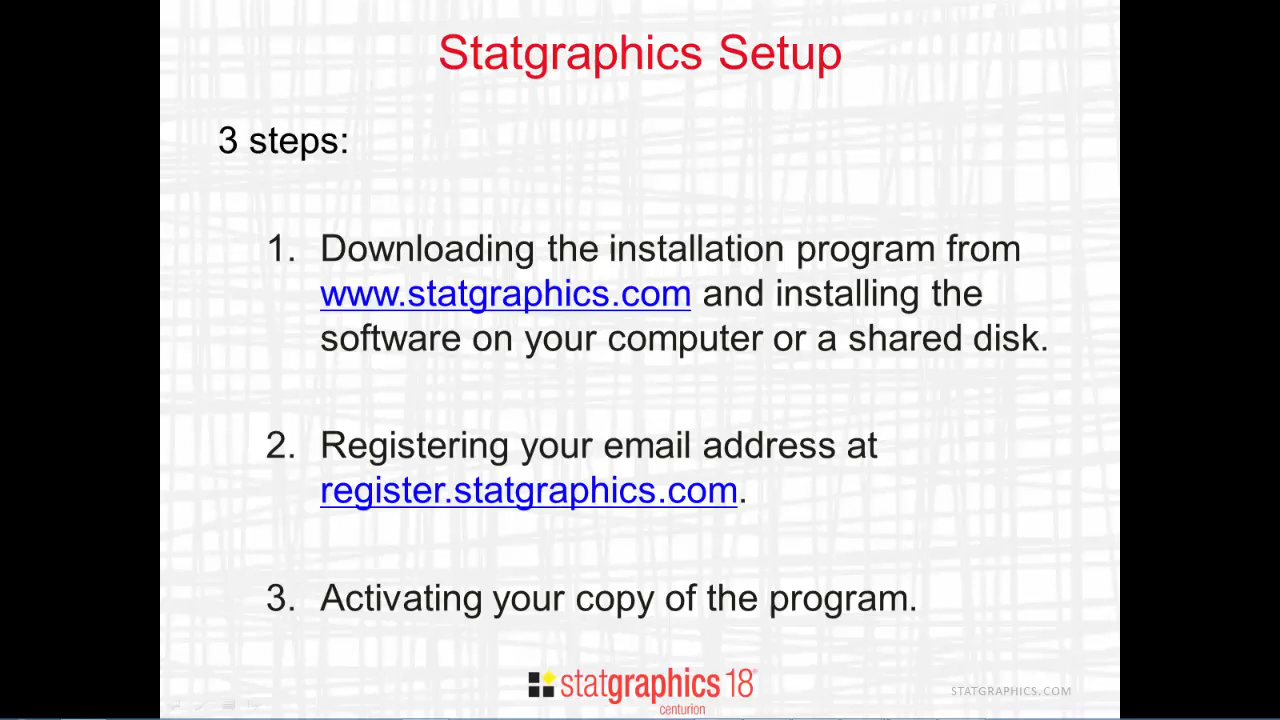 Statgraphics Setup
3 steps:
1. Downloading the installation program from
www.statgraphics.com and installing the
software on your computer or a shared disk.
2. Registering your email address at
register.statgraphics.com.
3. Activating your copy of the program.
statgraphics 18®
centurion
STATGRAPHICS.COM